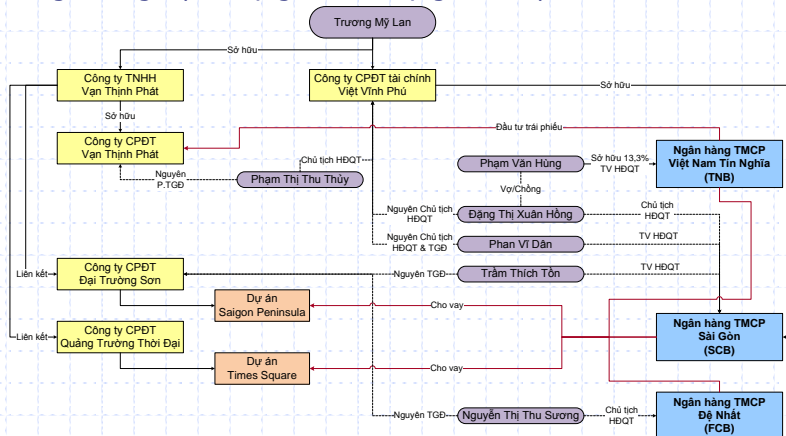 Trương Mỹ Lan
Sở hữu
Công ty TNHH
Vạn Thịnh Phát
Công ty CPĐT tài chính
Việt Vĩnh Phú
Sở hữu
Sở hữu
Đầu tư trái phiếu
Công ty CPĐT
Vạn Thịnh Phát
Nguyên
P.TGĐ
Chủ tịch HĐQT
Phạm Thị Thu Thủy
Phạm Văn Hùng
Sở hữu 13,3%
TV HĐQT
Ngân hàng TMCP
Việt Nam Tín Nghĩa
(TNB)
Vợ/Chồng
Nguyên Chủ tịch
HĐQT
Đặng Thị Xuân Hồng
Chủ tịch
HĐQT
Nguyên Chủ tịch
HĐQT & TGĐ
Phan Vĩ Dân
TV HĐQT
Liên kết
Công ty CPĐT
Đại Trường Sơn
Nguyên TGĐ
Trầm Thích Tồn
TV HĐQT
Dự án
Saigon Peninsula
Cho vay
Liên kết
Công ty CPĐT
Quảng Trường Thời Đại
Ngân hàng TMCP
Sài Gòn
(SCB)
Dự án
Times Square
Cho vay
Nguyên TGĐ
Nguyễn Thị Thu Sương
Chủ tịch
HĐQT
Ngân hàng TMCP
Đệ Nhất
(FCB)